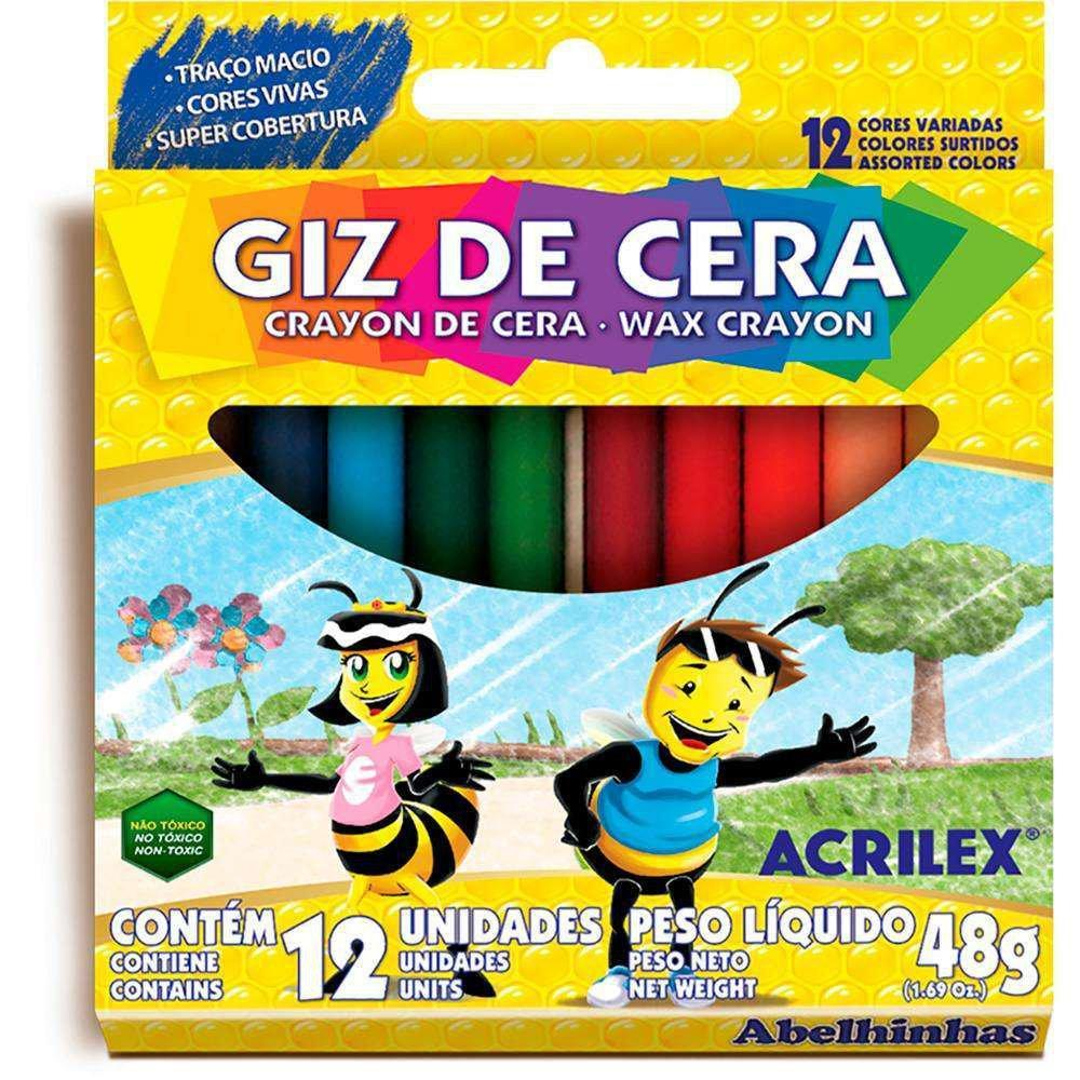 • TRAÇO MACIO
• CORES VIVAS
• SUPER COBERTURA
12 CORES VARIADAS
COLORES SURTIDOS
ASSORTED COLORS
GIZ DE CERA
CRAYON DE CERA · WAX CRAYON
NÃO TÓXICO
NO TÓXICO
NON-TOXIC
ACRILEX®
CONTÉM 12 UNIDADES
CONTIENE UNIDADES
CONTAINS UNITS
PESO LÍQUIDO 48g
PESO NETO
NET WEIGHT (1.69 Oz.)
Abelhinhas